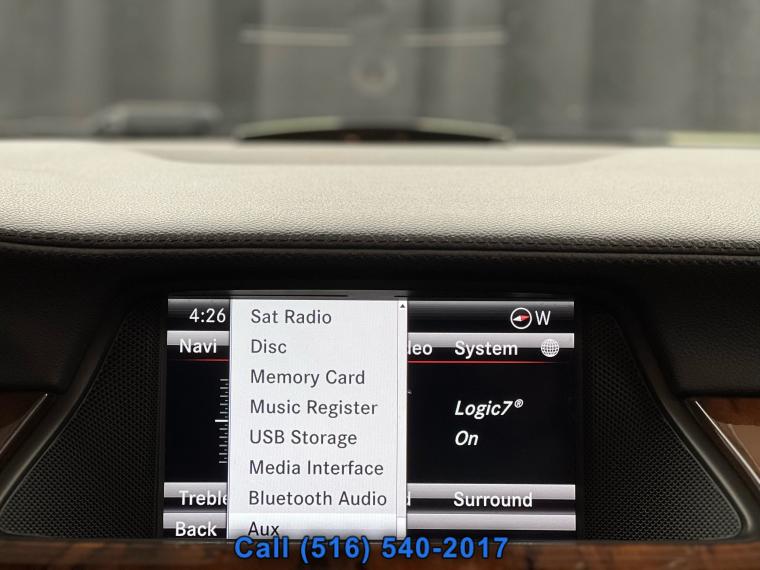 4:26
Sat Radio
W
Navi
Disc
deo
System
Memory Card
Music Register
Logic7®
USB Storage
On
Media Interface
Treble
Bluetooth Audio
Surround
Back
Aux
Call (516) 540-2017